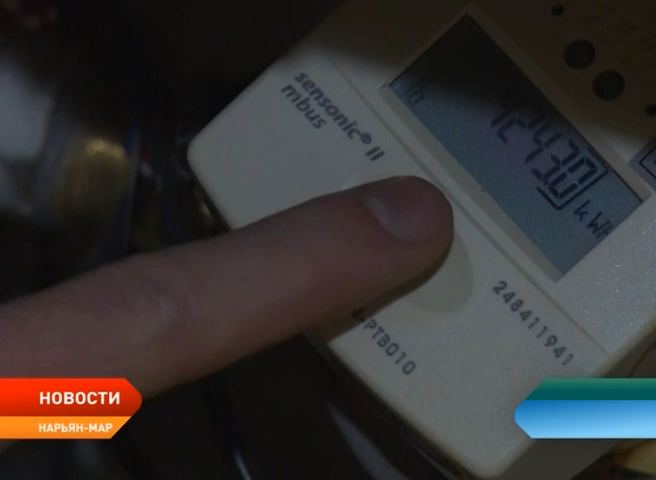 sensonic® II
mbus
kWh
248411941
PTB010
НОВОСТИ
НАРЬЯН-МАР